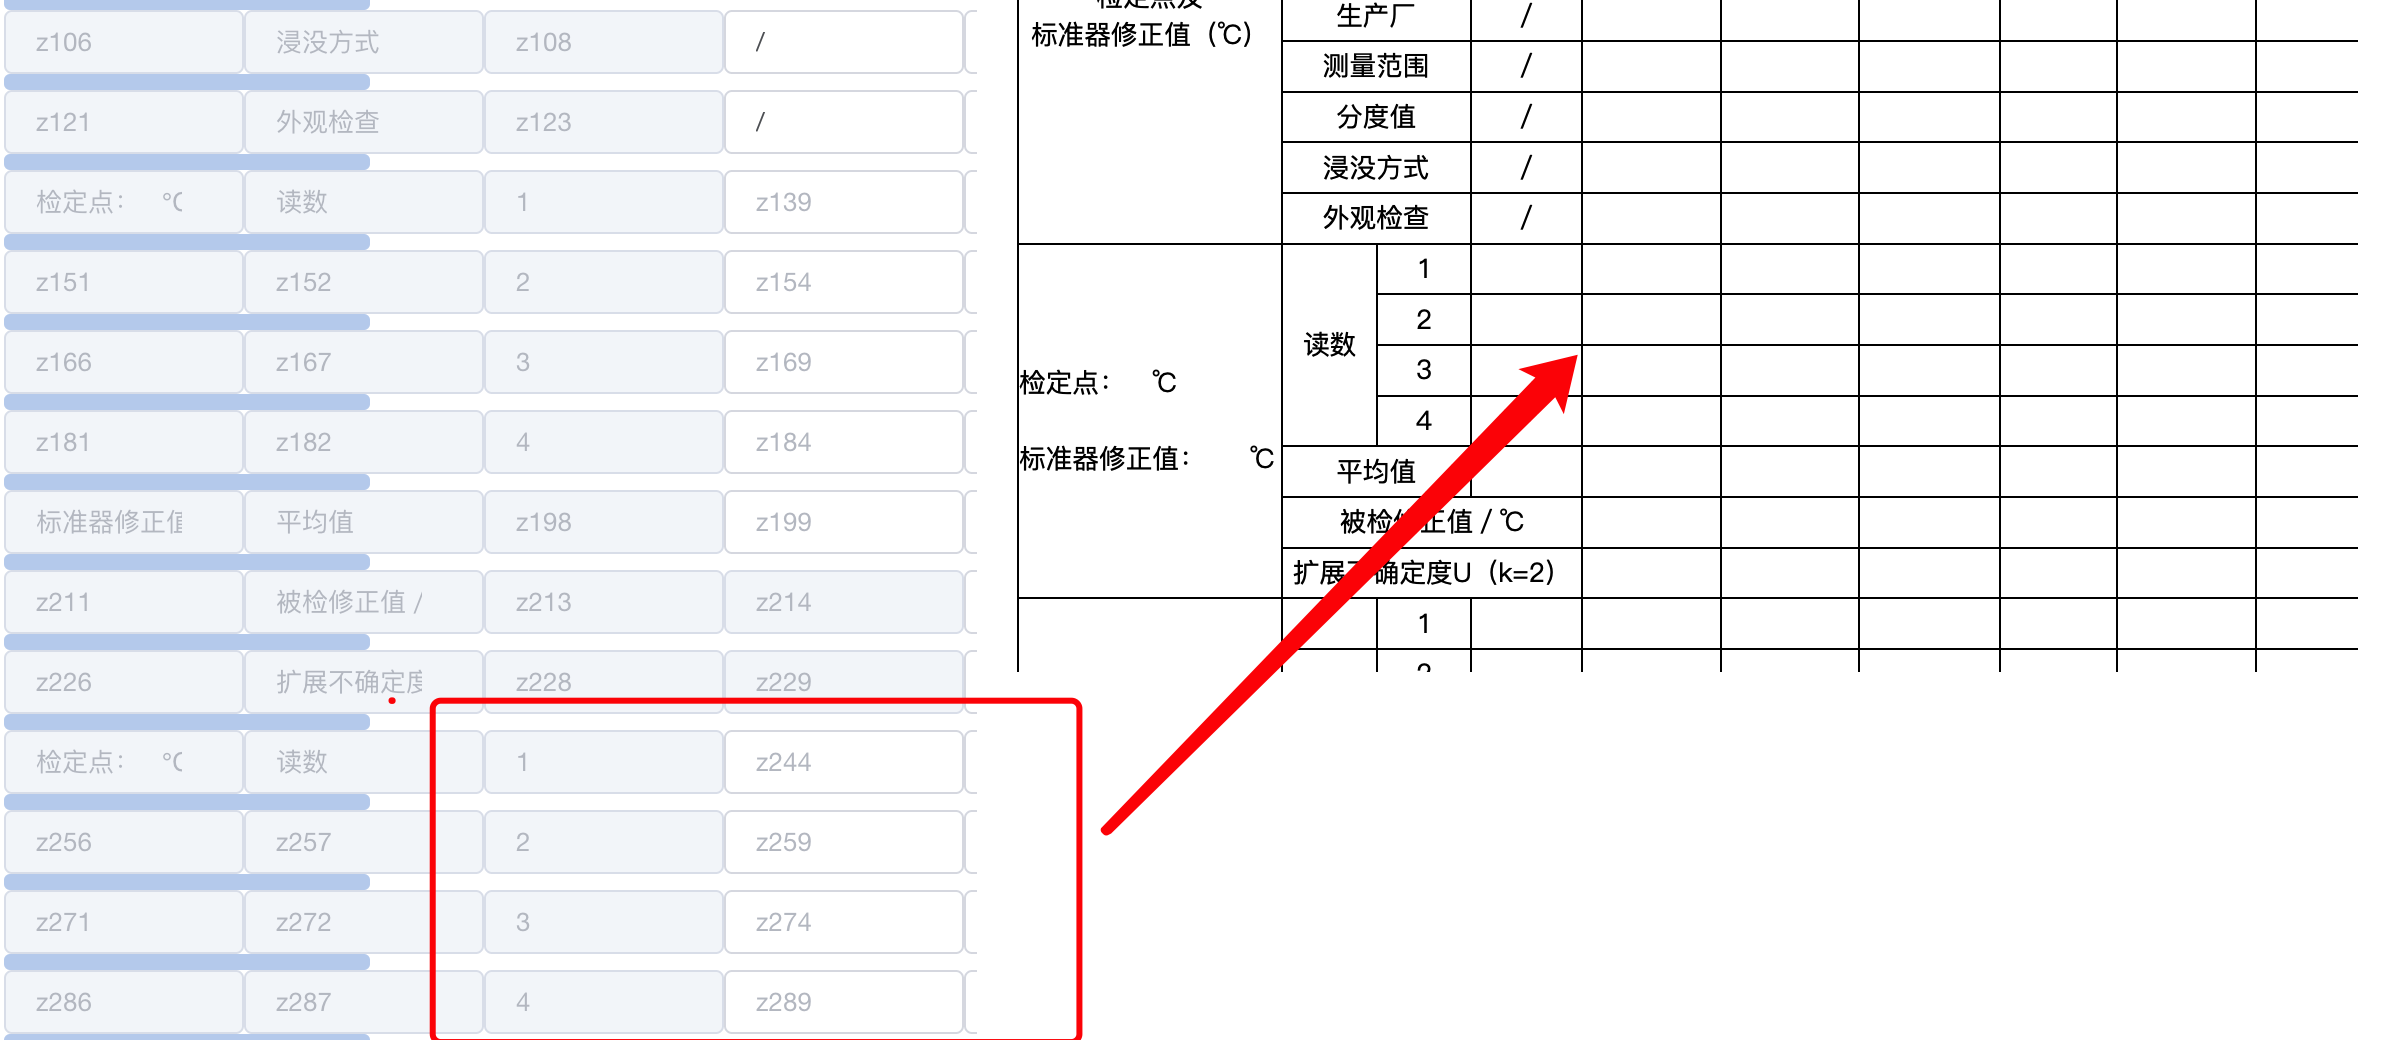 z106 浸没方式 z108 /
z121 外观检查 z123 /
检定点： °C 读数 1 z139
z151 z152 2 z154
z166 z167 3 z169
z181 z182 4 z184
标准器修正值 平均值 z198 z199
z211 被检修正值 / z213 z214
z226 扩展不确定度 z228 z229
检定点： °C 读数 1 z244
z256 z257 2 z259
z271 z272 3 z274
z286 z287 4 z289
检定点及
标准器修正值（℃）
生产厂 /
测量范围 /
分度值 /
浸没方式 /
外观检查 /
检定点： ℃
标准器修正值： ℃
读数
1
2
3
4
平均值
被检修正值 / ℃
扩展不确定度U（k=2）
1
2